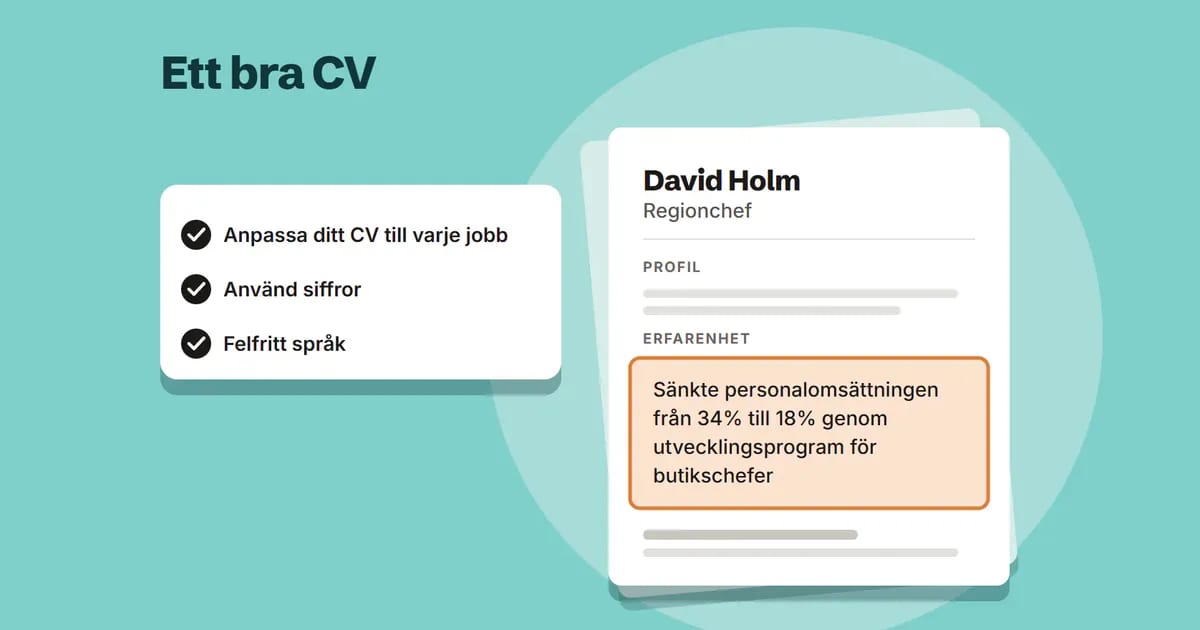 Ett bra CV
Anpassa ditt CV till varje jobb
Använd siffror
Felfritt språk
David Holm
Regionchef
PROFIL
ERFARENHET
Sänkte personalomsättningen
från 34% till 18% genom
utvecklingsprogram för
butikschefer